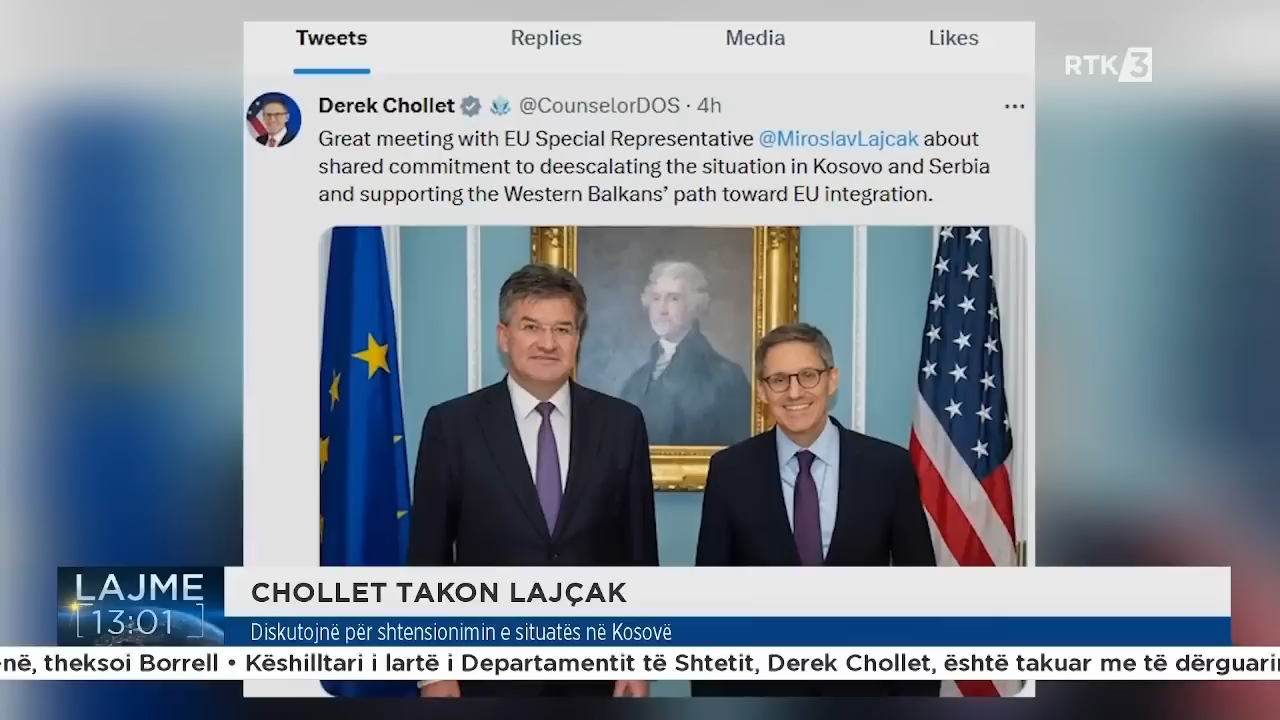 Tweets Replies Media Likes
RTK 3
Derek Chollet @CounselorDOS · 4h
Great meeting with EU Special Representative @MiroslavLajcak about
shared commitment to deescalating the situation in Kosovo and Serbia
and supporting the Western Balkans’ path toward EU integration.
LAJME
13:01
CHOLLET TAKON LAJÇAK
Diskutojnë për shtensionimin e situatës në Kosovë
-në, theksoi Borrell • Këshilltari i lartë i Departamentit të Shtetit, Derek Chollet, është takuar me të dërguarin